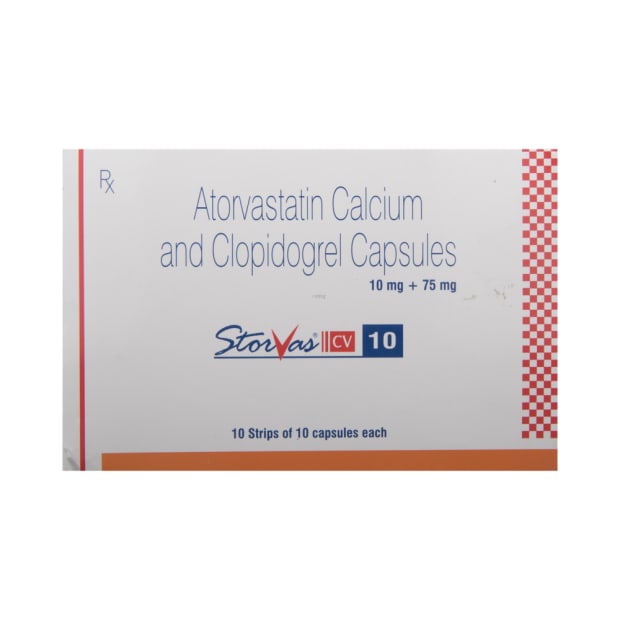 Rx
Atorvastatin Calcium
and Clopidogrel Capsules
10 mg + 75 mg
StorVas® CV 10
10 Strips of 10 capsules each